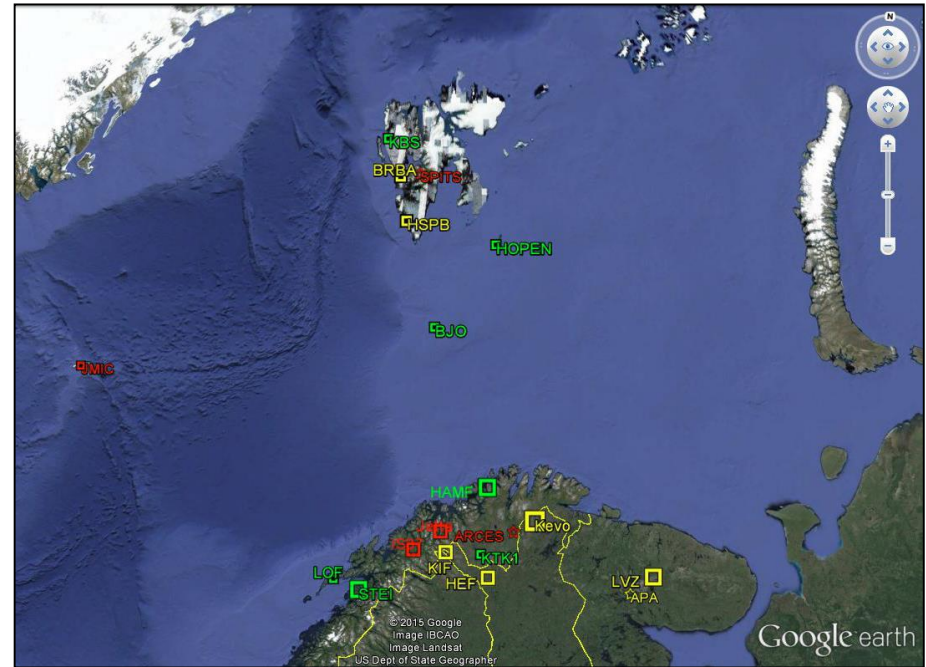 N
KBS
BRBA
SPITS
HSPB
HOPEN
BJO
JMIC
HAMF
Kevo
ARCES
KTK1
KIF
HEF
LOF
STEI
LVZ
APA
© 2015 Google
Image IBCAO
Image Landsat
US Dept of State Geographer
Google earth